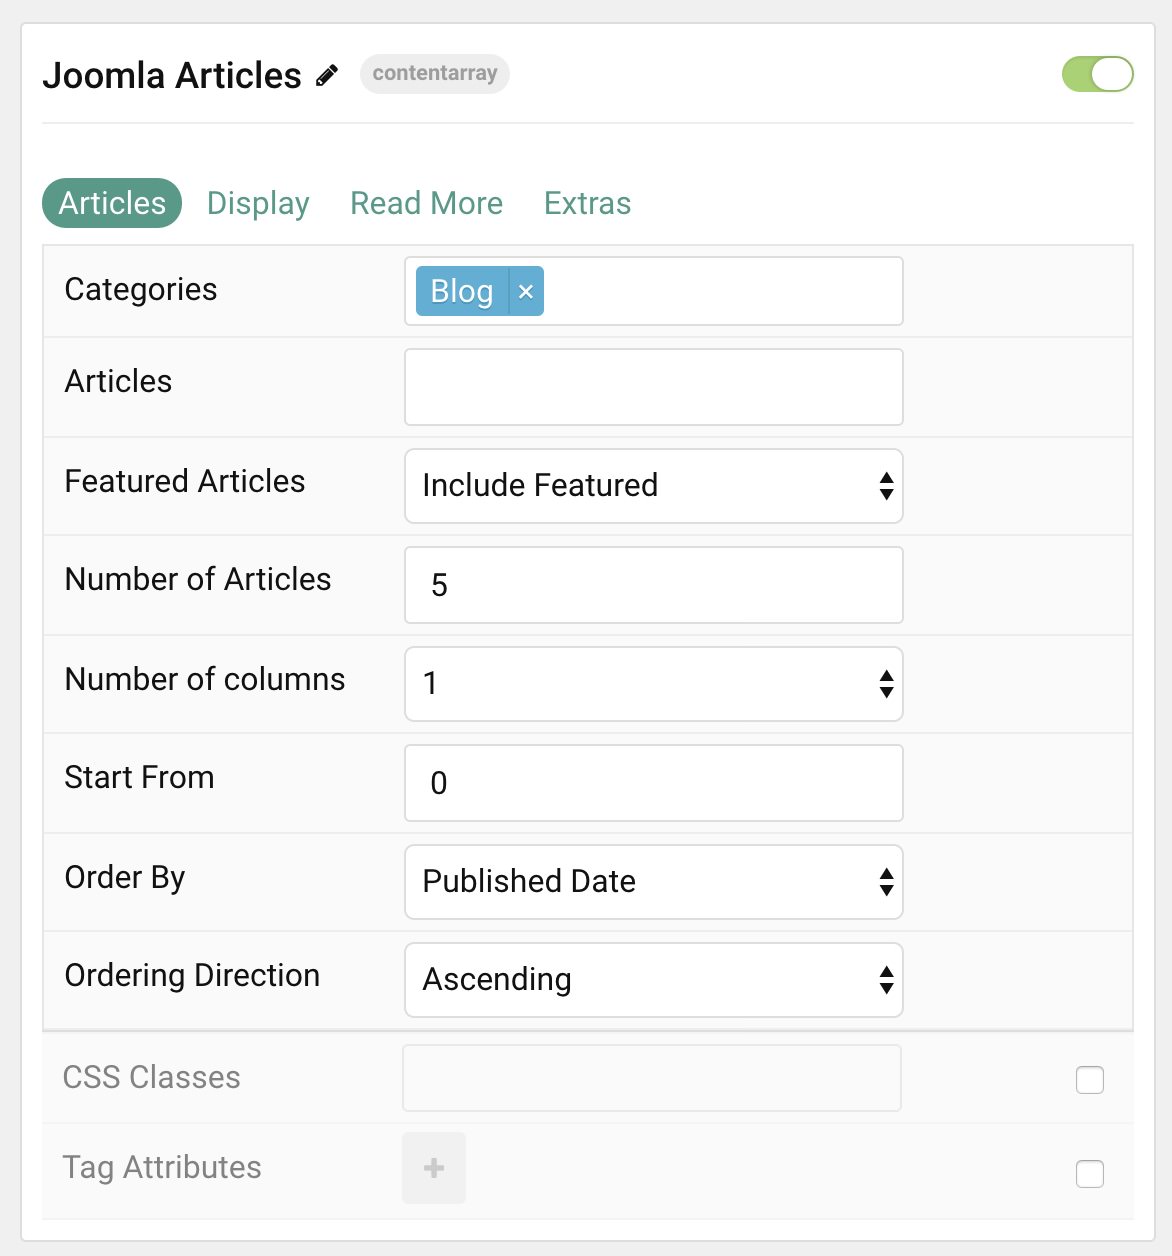 Joomla Articles contentarray
Articles Display Read More Extras
Categories Blog ×
Articles
Featured Articles Include Featured
Number of Articles 5
Number of columns 1
Start From 0
Order By Published Date
Ordering Direction Ascending
CSS Classes
Tag Attributes +